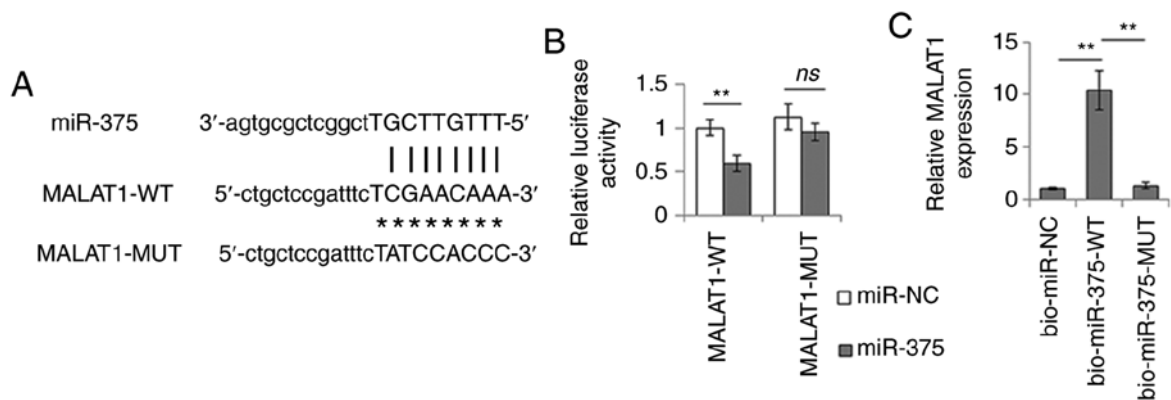 A
miR-375 3'-agtgcgctcggctTGCTTGTTT-5'
MALAT1-WT 5'-ctgctccgatttcTCGAACAAA-3'
********
MALAT1-MUT 5'-ctgctccgatttcTATCCACCC-3'
B
Relative luciferase
activity
1.5
1
0.5
0
**
ns
MALAT1-WT
MALAT1-MUT
miR-NC
miR-375
C
Relative MALAT1
expression
15
10
5
0
**
**
bio-miR-NC
bio-miR-375-WT
bio-miR-375-MUT